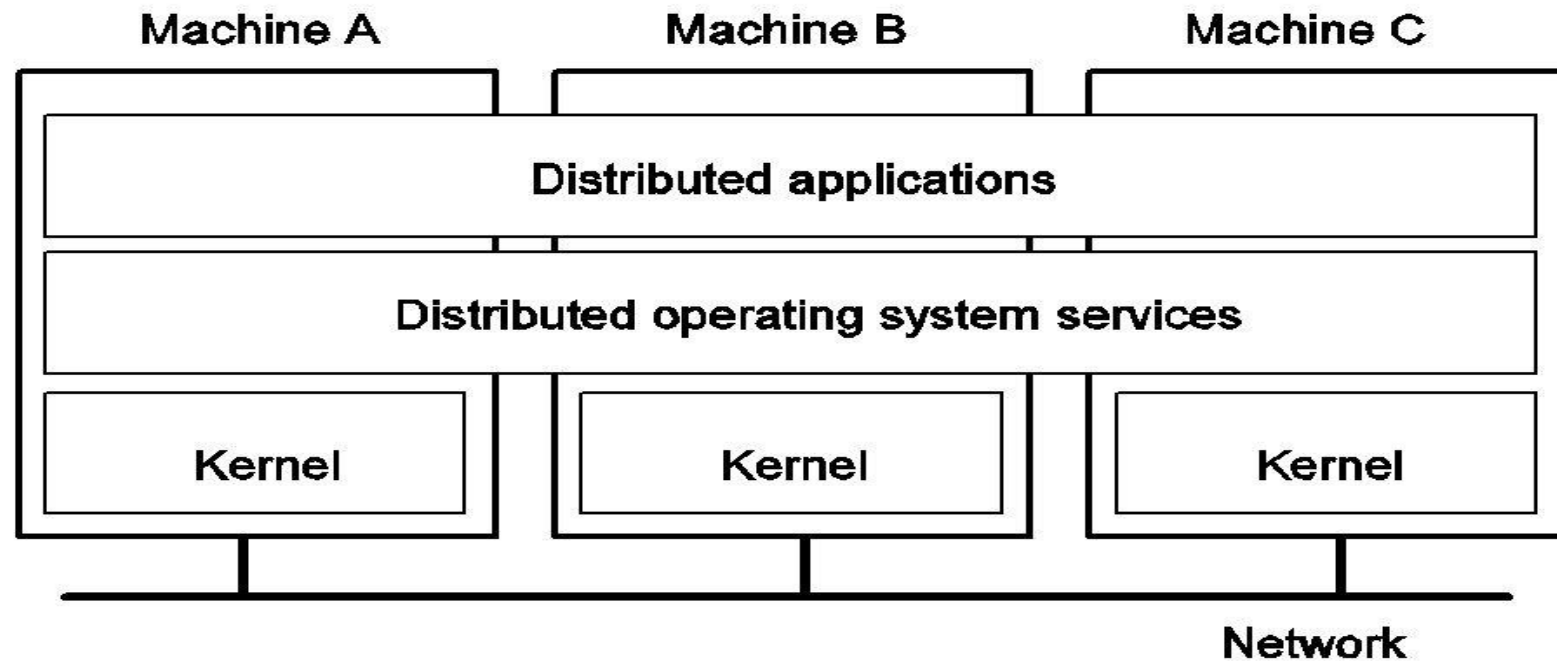 Machine A
Machine B
Machine C
Distributed applications
Distributed operating system services
Kernel
Kernel
Kernel
Network